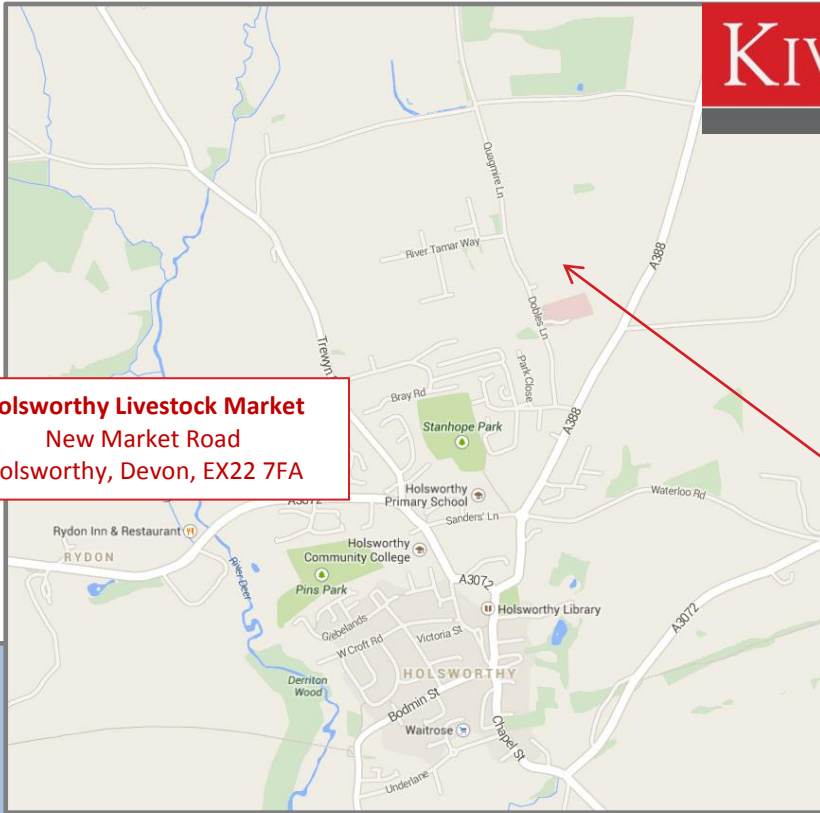 KIV
Quagmire Ln
River Tamar Way
A388
Dobles Ln
Trewyn
Park Close
Bray Rd
A388
Stanhope Park
olsworthy Livestock Market
New Market Road
olsworthy, Devon, EX22 7FA
Holsworthy
Primary School
Waterloo Rd
A3072
Sanders' Ln
Rydon Inn & Restaurant
RYDON
Holsworthy
Community College
River Deer
Pins Park
A3072
Holsworthy Library
A3072
Glebelands
Victoria St
W Croft Rd
HOLSWORTHY
Derriton
Wood
Bodmin St
Waitrose
Chapel St
Underlane